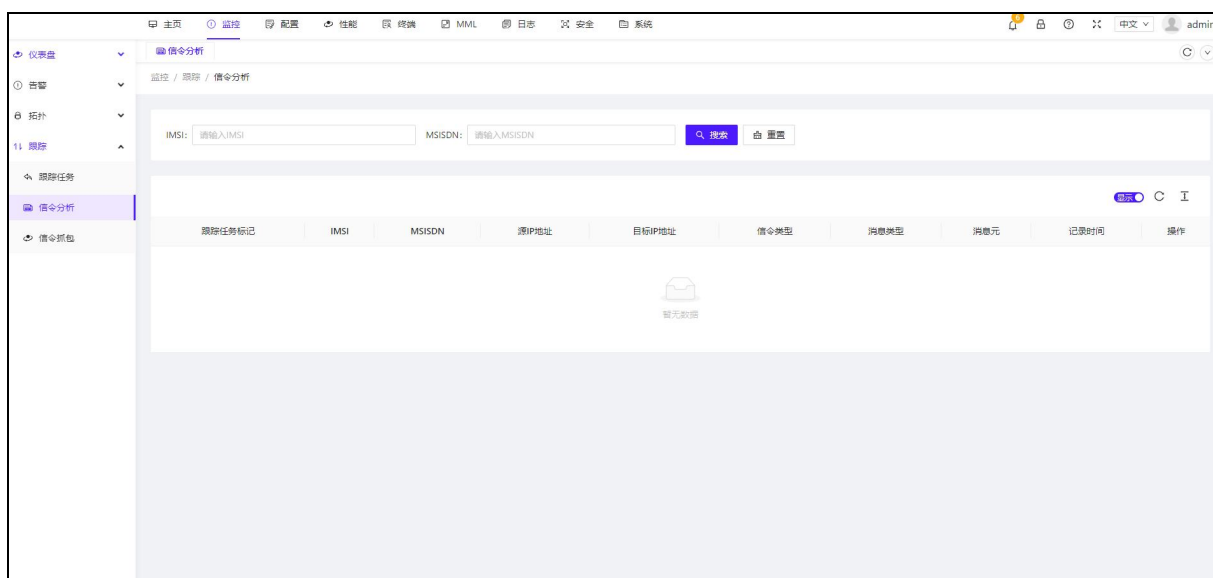 主页 监控 配置 性能 终端 MML 日志 安全 系统 6 中文 admin
仪表盘
信令分析
告警
监控 / 跟踪 / 信令分析
拓扑
跟踪
IMSI: 请输入IMSI MSISDN: 请输入MSISDN 搜索 重置
跟踪任务
信令分析
显示
信令抓包
跟踪任务标记 IMSI MSISDN 源IP地址 目标IP地址 信令类型 消息类型 消息元 记录时间 操作
暂无数据